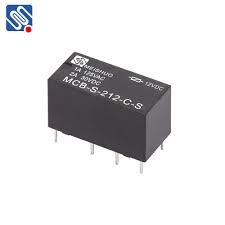 MEISHUO
12VDC
1A 125VAC
2A 30VDC
MCB-S-212-C-S